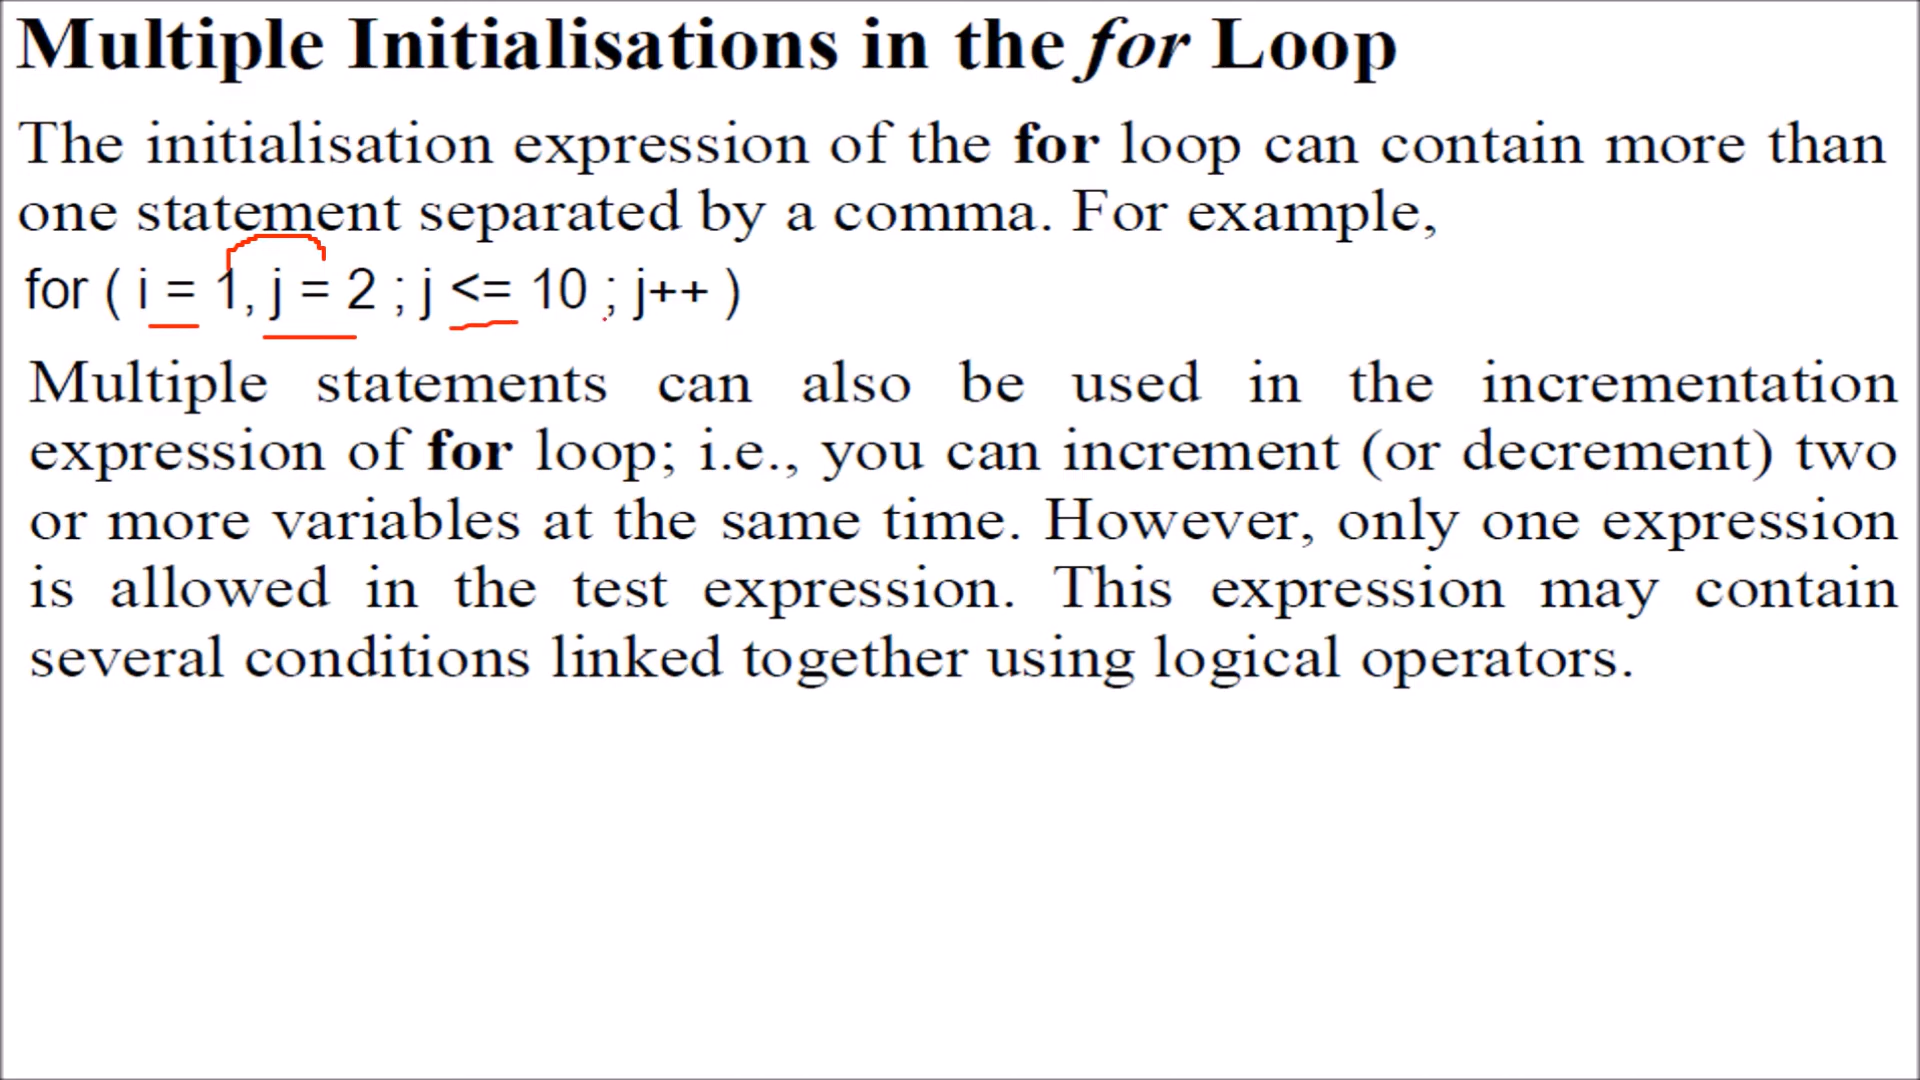 Multiple Initialisations in the for Loop
The initialisation expression of the for loop can contain more than
one statement separated by a comma. For example,
for ( i = 1, j = 2 ; j <= 10 ; j++ )
Multiple statements can also be used in the incrementation
expression of for loop; i.e., you can increment (or decrement) two
or more variables at the same time. However, only one expression
is allowed in the test expression. This expression may contain
several conditions linked together using logical operators.